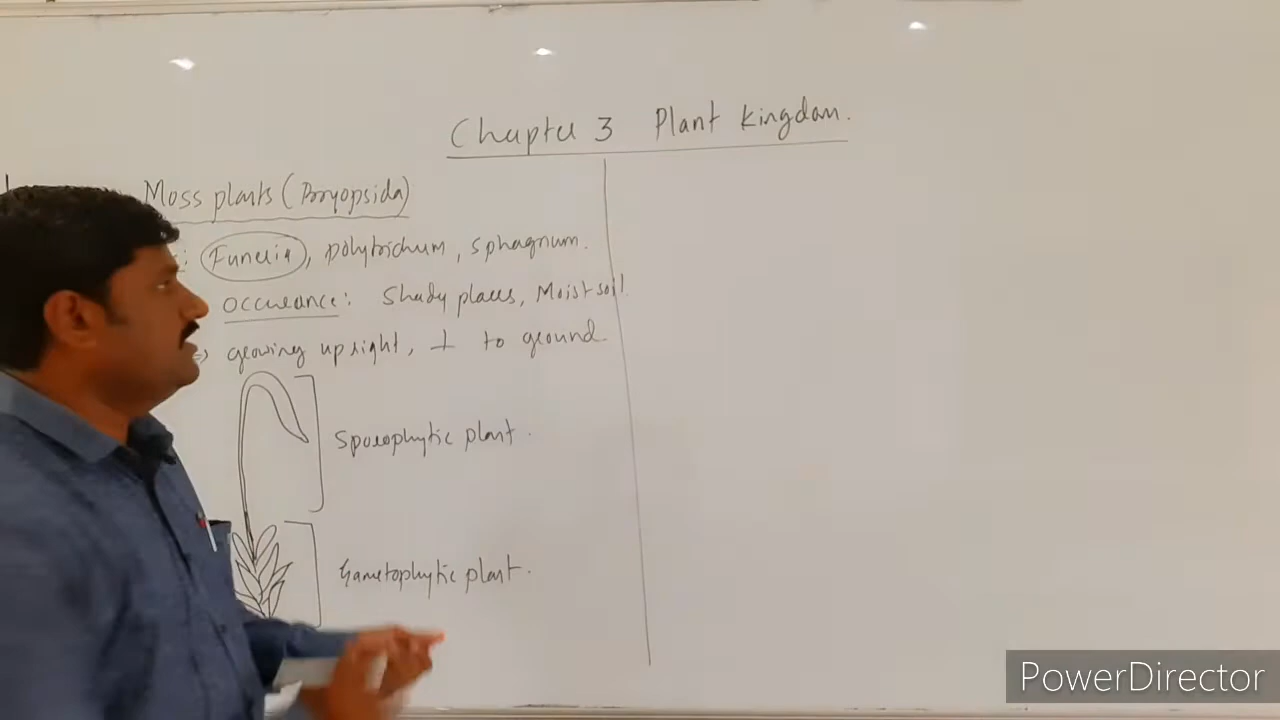 Chapter 3 Plant kingdom.
Moss plants (Bryopsida)
: Funeria, polytrichum, sphagnum.
occurance: Shady places, Moist soil.
⇒ growing upright, ⊥ to ground
Sporophytic plant.
Gametophytic plant.
PowerDirector